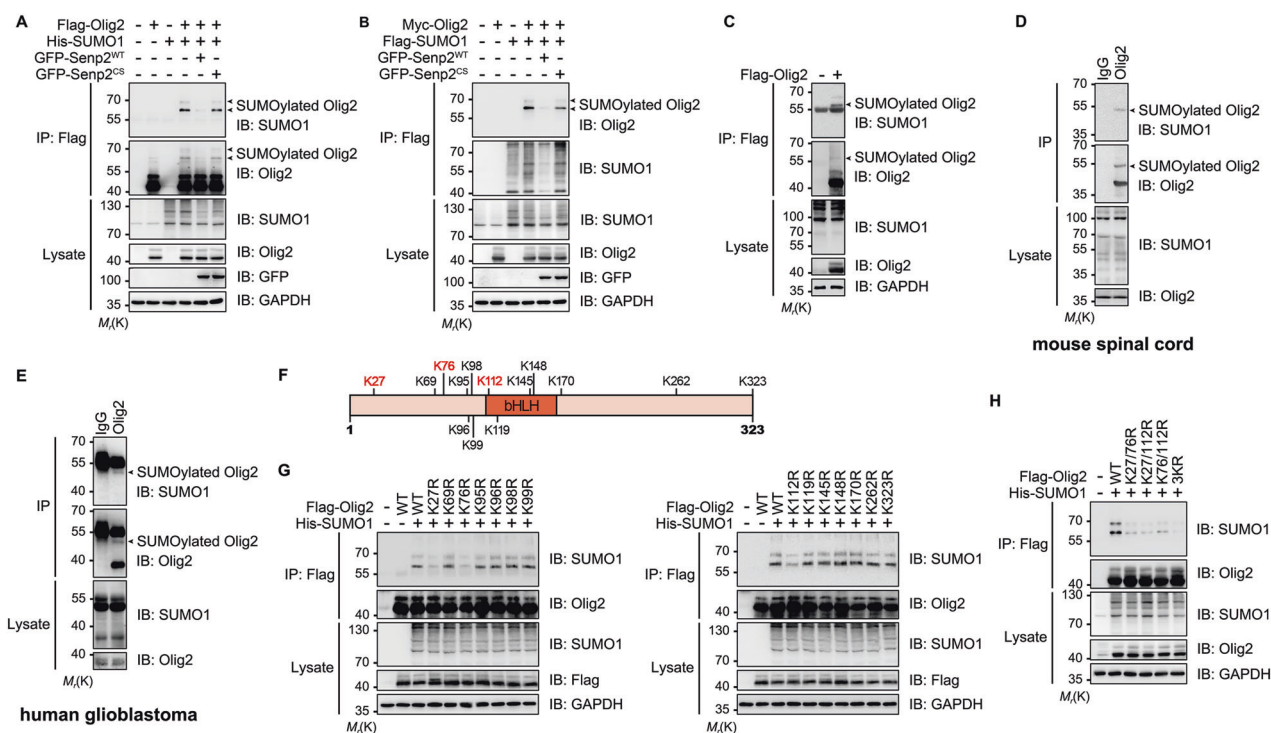 A
Flag-Olig2 - + - + + +
His-SUMO1 - - + + + +
GFP-Senp2WT - - - - + -
GFP-Senp2CS - - - - - +
IP: Flag
70
55
SUMOylated Olig2
IB: SUMO1
70
55
40
SUMOylated Olig2
IB: Olig2
Lysate
130
70
IB: SUMO1
40
IB: Olig2
100
IB: GFP
35
IB: GAPDH
Mr(K)
B
Myc-Olig2 - + - + + +
Flag-SUMO1 - - + + + +
GFP-Senp2WT - - - - + -
GFP-Senp2CS - - - - - +
IP: Flag
70
55
SUMOylated Olig2
IB: Olig2
70
55
40
IB: SUMO1
Lysate
130
70
IB: SUMO1
40
IB: Olig2
100
IB: GFP
35
IB: GAPDH
Mr(K)
C
Flag-Olig2 - +
IP: Flag
70
55
SUMOylated Olig2
IB: SUMO1
55
40
SUMOylated Olig2
IB: Olig2
Lysate
100
70
55
IB: SUMO1
40
IB: Olig2
35
IB: GAPDH
Mr(K)
D
IgG
Olig2
IP
70
55
35
SUMOylated Olig2
IB: SUMO1
70
55
35
SUMOylated Olig2
IB: Olig2
Lysate
100
70
55
35
IB: SUMO1
35
IB: Olig2
Mr(K)
mouse spinal cord
E
IgG
Olig2
IP
70
55
40
SUMOylated Olig2
IB: SUMO1
70
55
40
SUMOylated Olig2
IB: Olig2
Lysate
55
40
IB: SUMO1
40
IB: Olig2
Mr(K)
human glioblastoma
F
K27 K69 K76 K95 K98 K112 K145 K148 K170 K262 K323
bHLH
K96 K99 K119
1 323
G
Flag-Olig2 - WT WT K27R K69R K76R K95R K96R K98R K99R
His-SUMO1 - - + + + + + + + +
IP: Flag
70
55
IB: SUMO1
40
IB: Olig2
Lysate
130
70
IB: SUMO1
40
IB: Flag
35
IB: GAPDH
Mr(K)
Flag-Olig2 - WT WT K112R K119R K145R K148R K170R K262R K323R
His-SUMO1 - - + + + + + + + +
IP: Flag
70
55
IB: SUMO1
40
IB: Olig2
Lysate
130
70
IB: SUMO1
40
IB: Flag
35
IB: GAPDH
Mr(K)
H
Flag-Olig2 - WT K27/76R K27/112R K76/112R 3KR
His-SUMO1 - + + + + +
IP: Flag
70
55
IB: SUMO1
40
IB: Olig2
Lysate
130
70
IB: SUMO1
40
IB: Olig2
35
IB: GAPDH
Mr(K)